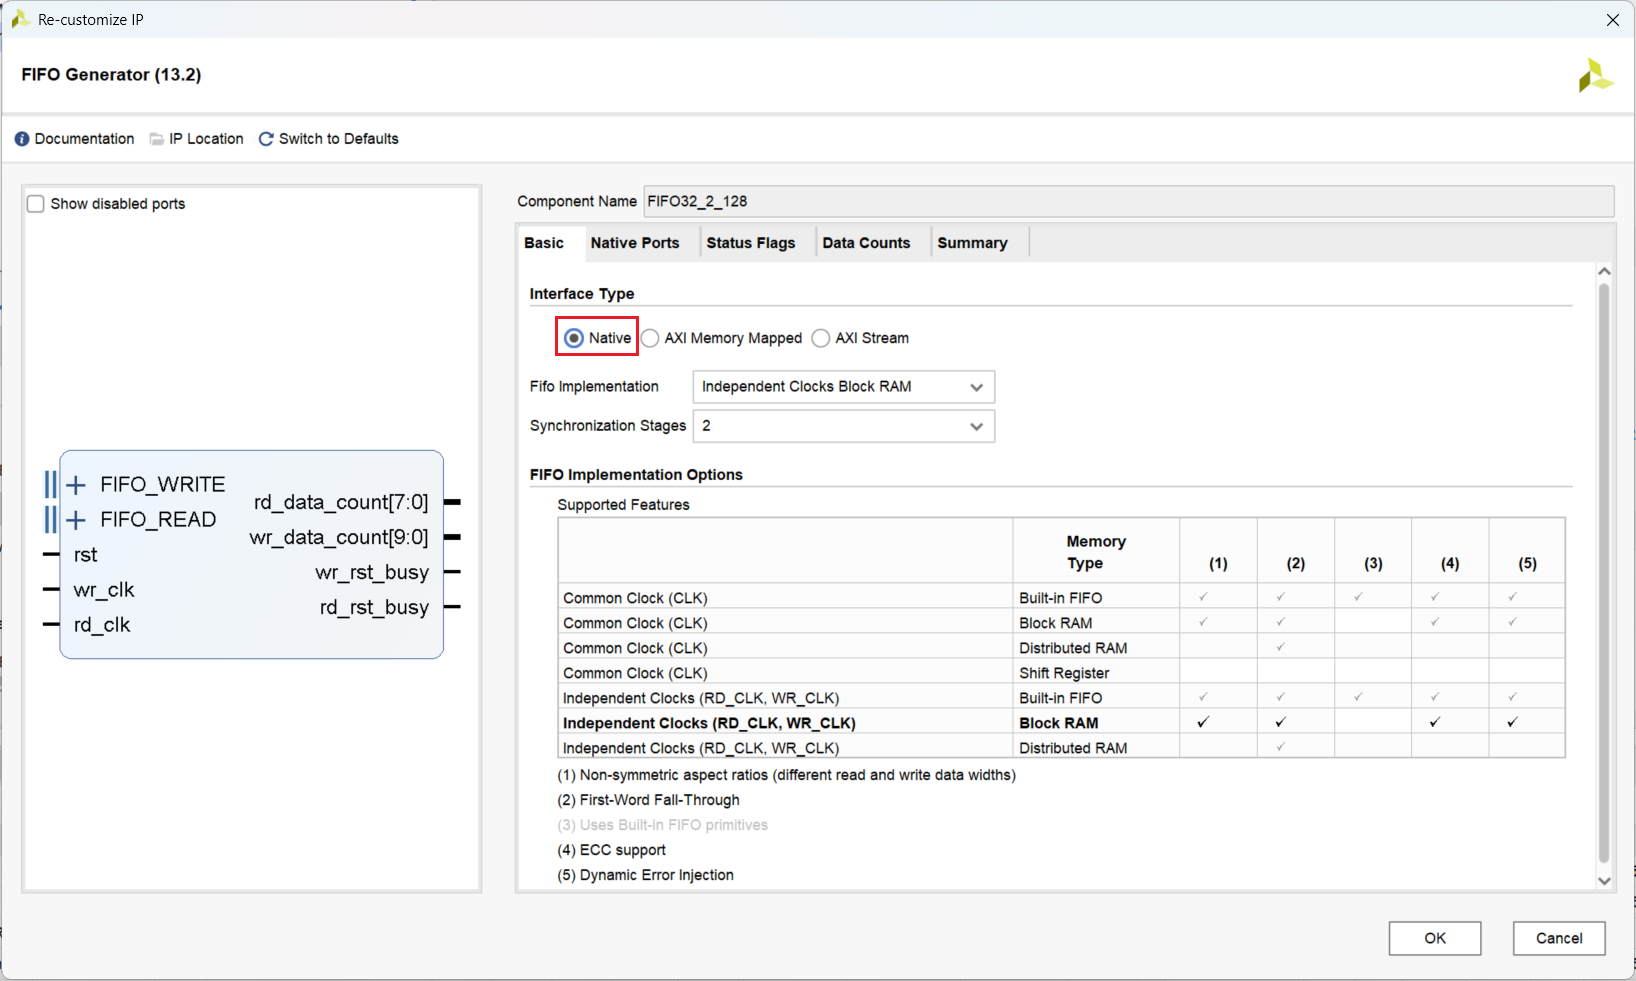 Re-customize IP
FIFO Generator (13.2)
Documentation IP Location Switch to Defaults
Show disabled ports
FIFO_WRITE
FIFO_READ
rst
wr_clk
rd_clk
rd_data_count[7:0]
wr_data_count[9:0]
wr_rst_busy
rd_rst_busy
Component Name FIFO32_2_128
Basic Native Ports Status Flags Data Counts Summary
Interface Type
Native AXI Memory Mapped AXI Stream
Fifo Implementation Independent Clocks Block RAM
Synchronization Stages 2
FIFO Implementation Options
Supported Features
Memory Type (1) (2) (3) (4) (5)
Common Clock (CLK) Built-in FIFO ✓ ✓ ✓ ✓ ✓
Common Clock (CLK) Block RAM ✓ ✓ ✓ ✓
Common Clock (CLK) Distributed RAM ✓
Common Clock (CLK) Shift Register
Independent Clocks (RD_CLK, WR_CLK) Built-in FIFO ✓ ✓ ✓ ✓ ✓
Independent Clocks (RD_CLK, WR_CLK) Block RAM ✓ ✓ ✓ ✓
Independent Clocks (RD_CLK, WR_CLK) Distributed RAM ✓
(1) Non-symmetric aspect ratios (different read and write data widths)
(2) First-Word Fall-Through
(3) Uses Built-in FIFO primitives
(4) ECC support
(5) Dynamic Error Injection
OK Cancel